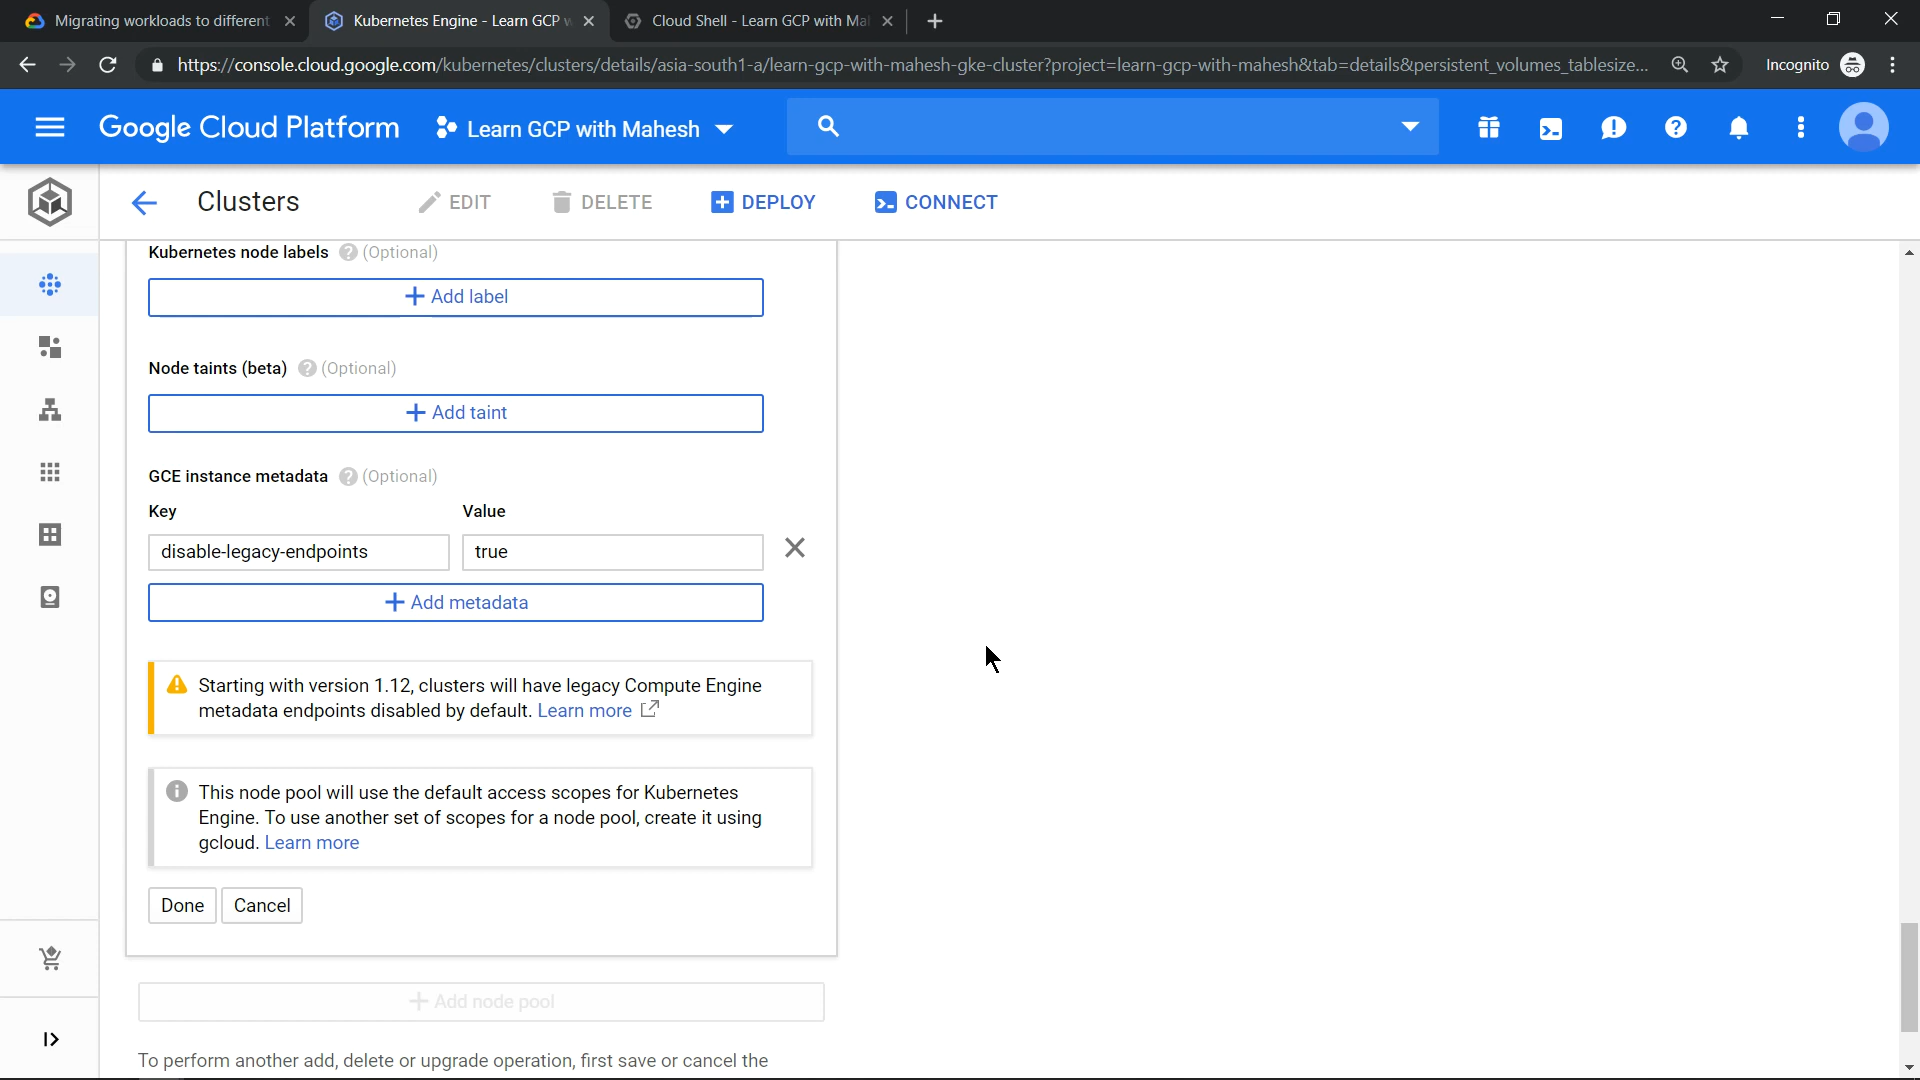 Migrating workloads to different
Kubernetes Engine - Learn GCP w
Cloud Shell - Learn GCP with Mah
https://console.cloud.google.com/kubernetes/clusters/details/asia-south1-a/learn-gcp-with-mahesh-gke-cluster?project=learn-gcp-with-mahesh&tab=details&persistent_volumes_tablesize...
Incognito
Google Cloud Platform
Learn GCP with Mahesh
Clusters
EDIT
DELETE
DEPLOY
CONNECT
Kubernetes node labels ? (Optional)
+ Add label
Node taints (beta) ? (Optional)
+ Add taint
GCE instance metadata ? (Optional)
Key Value
disable-legacy-endpoints true
+ Add metadata
Starting with version 1.12, clusters will have legacy Compute Engine
metadata endpoints disabled by default. Learn more
This node pool will use the default access scopes for Kubernetes
Engine. To use another set of scopes for a node pool, create it using
gcloud. Learn more
Done Cancel
+ Add node pool
To perform another add, delete or upgrade operation, first save or cancel the